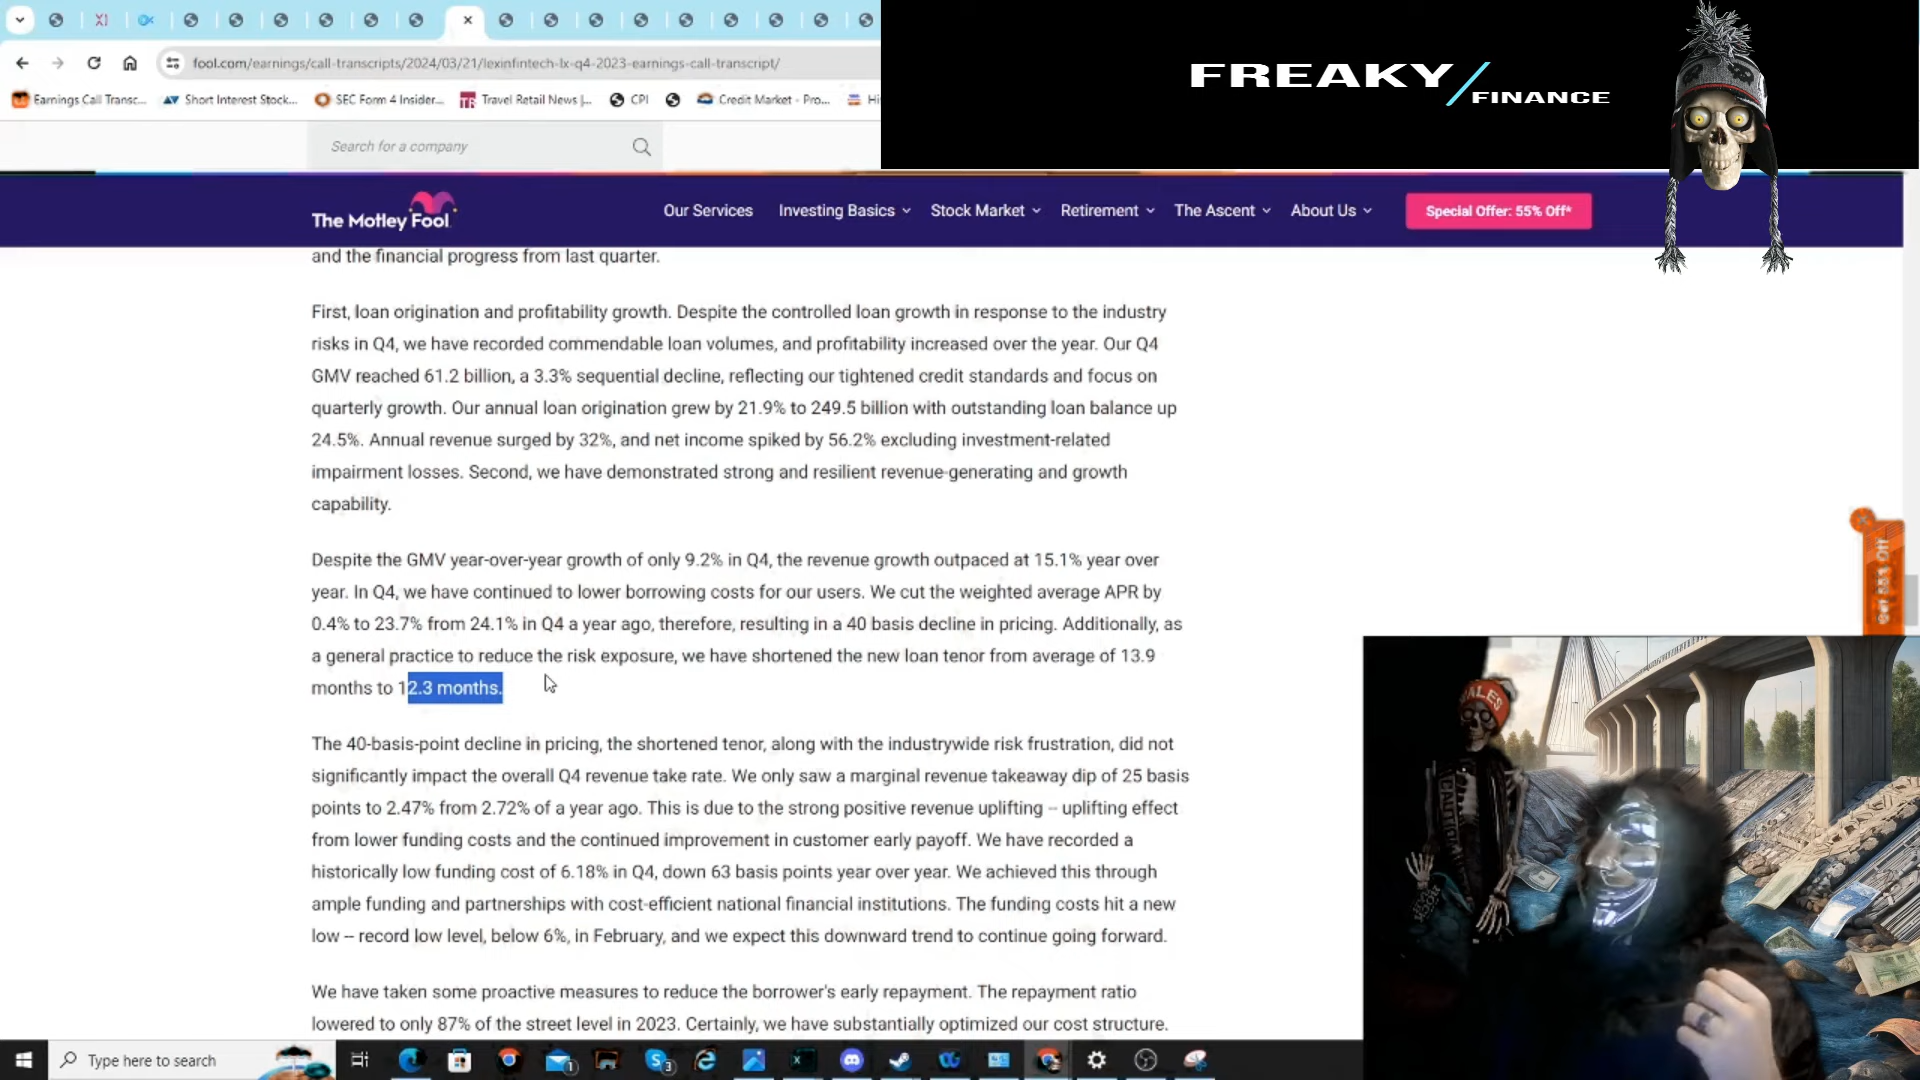 fool.com/earnings/call-transcripts/2024/03/21/lexinfintech-lx-q4-2023-earnings-call-transcript/
Earnings Call Transc...
Short Interest Stock...
SEC Form 4 Insider...
Travel Retail News |...
CPI
Credit Market - Pro...
Hi
FREAKY/FINANCE
Search for a company
The Motley Fool
Our Services
Investing Basics
Stock Market
Retirement
The Ascent
About Us
Special Offer: 55% Off*
and the financial progress from last quarter.
First, loan origination and profitability growth. Despite the controlled loan growth in response to the industry
risks in Q4, we have recorded commendable loan volumes, and profitability increased over the year. Our Q4
GMV reached 61.2 billion, a 3.3% sequential decline, reflecting our tightened credit standards and focus on
quarterly growth. Our annual loan origination grew by 21.9% to 249.5 billion with outstanding loan balance up
24.5%. Annual revenue surged by 32%, and net income spiked by 56.2% excluding investment-related
impairment losses. Second, we have demonstrated strong and resilient revenue-generating and growth
capability.
Despite the GMV year-over-year growth of only 9.2% in Q4, the revenue growth outpaced at 15.1% year over
year. In Q4, we have continued to lower borrowing costs for our users. We cut the weighted average APR by
0.4% to 23.7% from 24.1% in Q4 a year ago, therefore, resulting in a 40 basis decline in pricing. Additionally, as
a general practice to reduce the risk exposure, we have shortened the new loan tenor from average of 13.9
months to 12.3 months.
The 40-basis-point decline in pricing, the shortened tenor, along with the industrywide risk frustration, did not
significantly impact the overall Q4 revenue take rate. We only saw a marginal revenue takeaway dip of 25 basis
points to 2.47% from 2.72% of a year ago. This is due to the strong positive revenue uplifting -- uplifting effect
from lower funding costs and the continued improvement in customer early payoff. We have recorded a
historically low funding cost of 6.18% in Q4, down 63 basis points year over year. We achieved this through
ample funding and partnerships with cost-efficient national financial institutions. The funding costs hit a new
low -- record low level, below 6%, in February, and we expect this downward trend to continue going forward.
We have taken some proactive measures to reduce the borrower's early repayment. The repayment ratio
lowered to only 87% of the street level in 2023. Certainly, we have substantially optimized our cost structure.
WALES
Type here to search